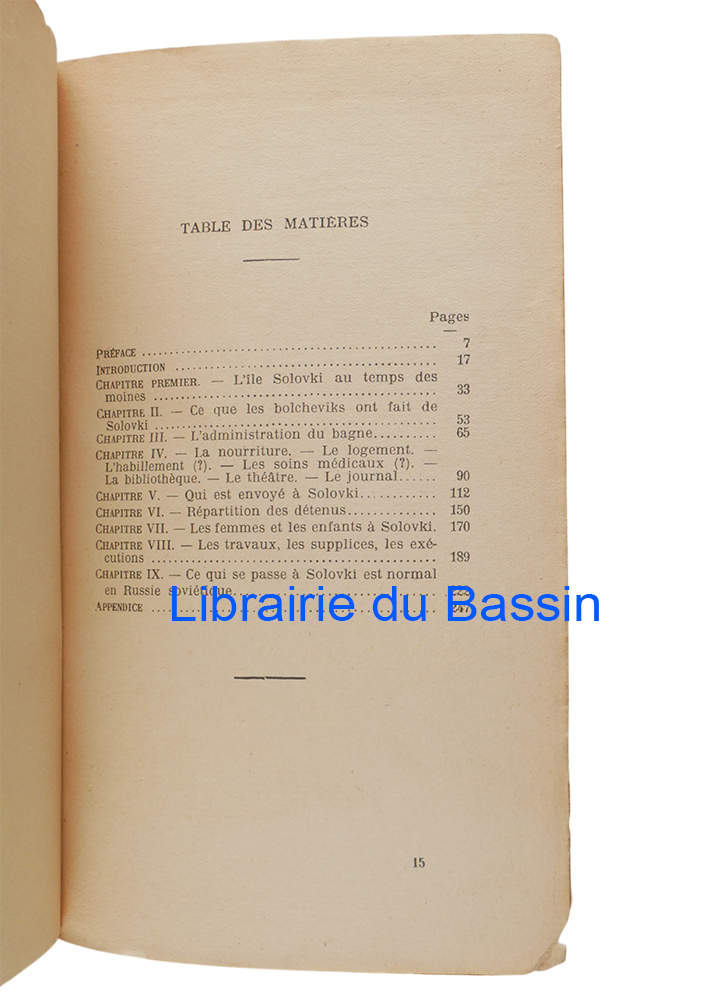 TABLE DES MATIÈRES
Pages
PRÉFACE ........ 7
INTRODUCTION ........ 17
CHAPITRE PREMIER. — L'île Solovki au temps des
moines ........ 33
CHAPITRE II. — Ce que les bolcheviks ont fait de
Solovki ........ 53
CHAPITRE III. — L'administration du bagne.......... 65
CHAPITRE IV. — La nourriture. — Le logement. —
L'habillement (?). — Les soins médicaux (?). —
La bibliothèque. — Le théâtre. — Le journal...... 90
CHAPITRE V. — Qui est envoyé à Solovki............ 112
CHAPITRE VI. — Répartition des détenus............ 150
CHAPITRE VII. — Les femmes et les enfants à Solovki. 170
CHAPITRE VIII. — Les travaux, les supplices, les exé-
cutions ........ 189
CHAPITRE IX. — Ce qui se passe à Solovki est normal
en Russie soviétique........
APPENDICE ........
Librairie du Bassin
15